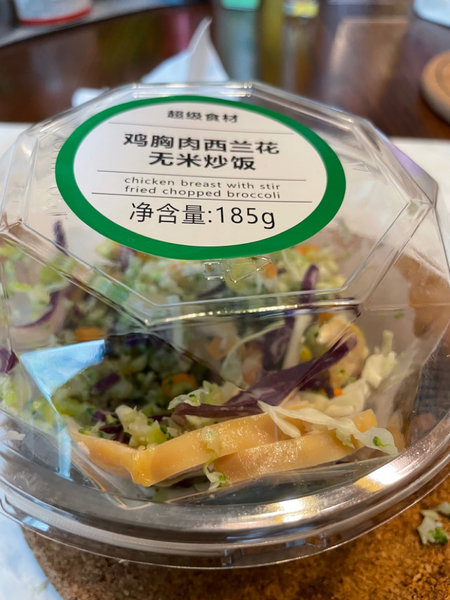 超级食材
鸡胸肉西兰花
无米炒饭
chicken breast with stir
fried chopped broccoli
净含量:185g